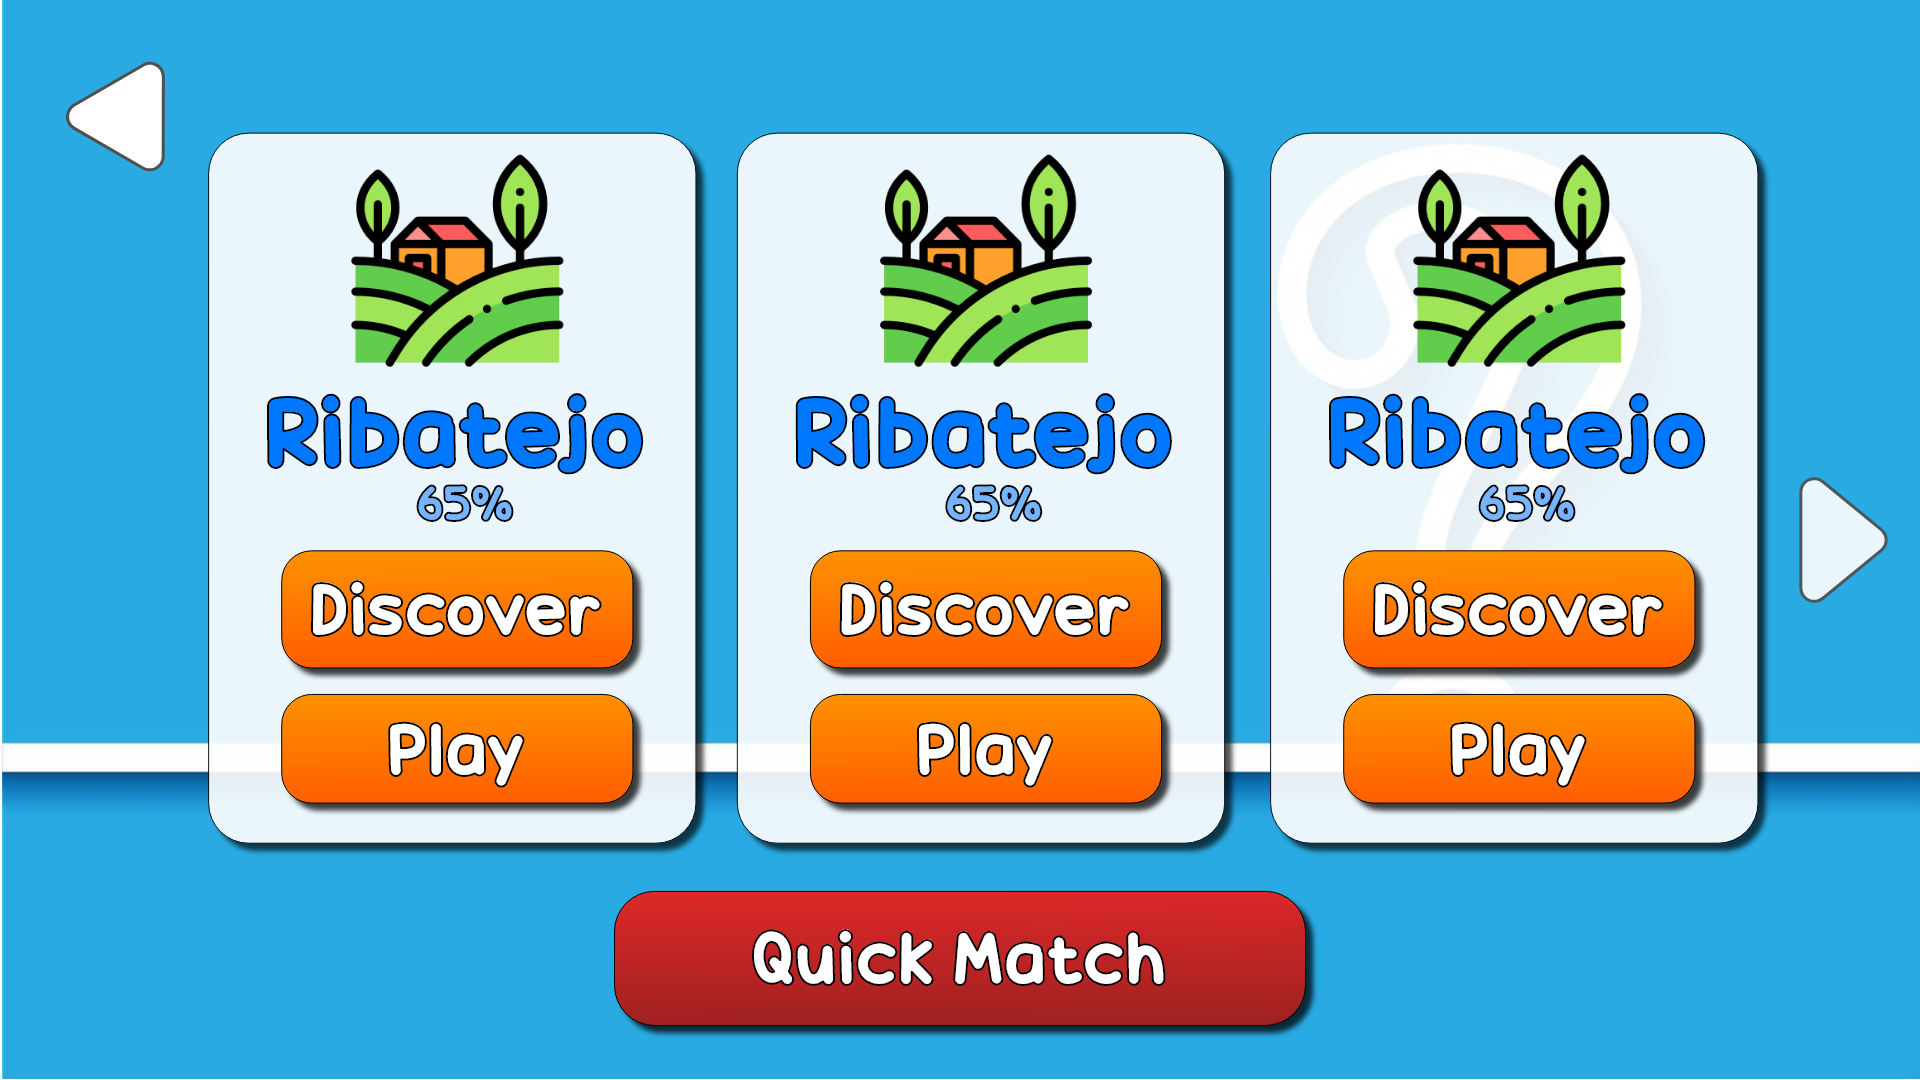 Ribatejo
65%
Discover
Play
Ribatejo
65%
Discover
Play
Ribatejo
65%
Discover
Play
Quick Match